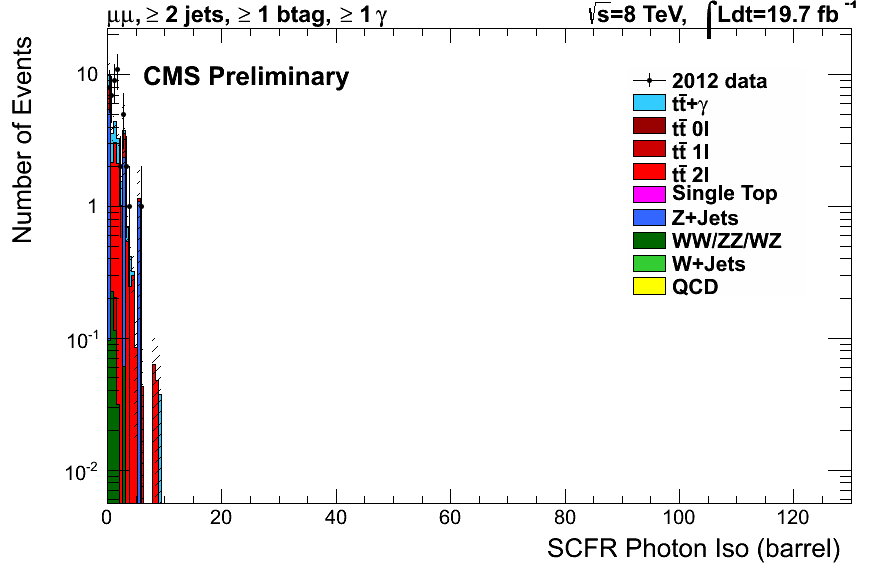 μμ, ≥ 2 jets, ≥ 1 btag, ≥ 1 γ
√s=8 TeV, ∫Ldt=19.7 fb⁻¹
CMS Preliminary
Number of Events
10
1
10⁻¹
10⁻²
2012 data
tt̄+γ
tt̄ 0l
tt̄ 1l
tt̄ 2l
Single Top
Z+Jets
WW/ZZ/WZ
W+Jets
QCD
0 20 40 60 80 100 120
SCFR Photon Iso (barrel)